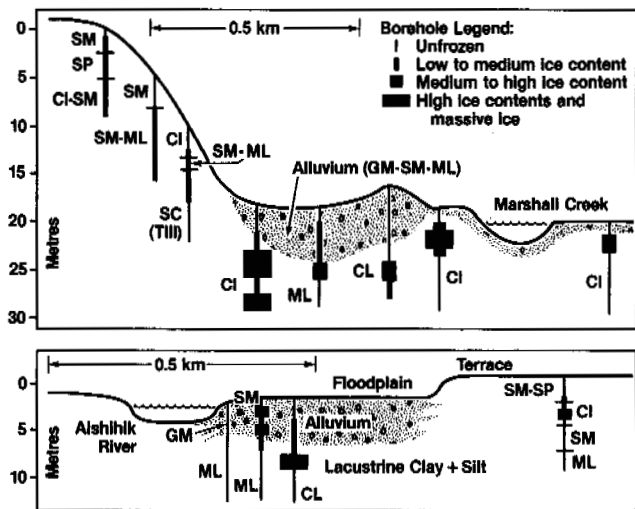 0
5
10
15
20
25
30
Metres
0.5 km
Borehole Legend:
Unfrozen
Low to medium ice content
Medium to high ice content
High ice contents and
massive ice
SM
SP
CI-SM
SM
SM-ML
CI
SM-ML
SC
(Till)
Alluvium (GM-SM-ML)
Marshall Creek
CI
ML
CL
CI
CI
0
5
10
Metres
0.5 km
Aishihik
River
GM
SM
Floodplain
Alluvium
Terrace
SM-SP
CI
SM
ML
ML
ML
CL
Lacustrine Clay + Silt